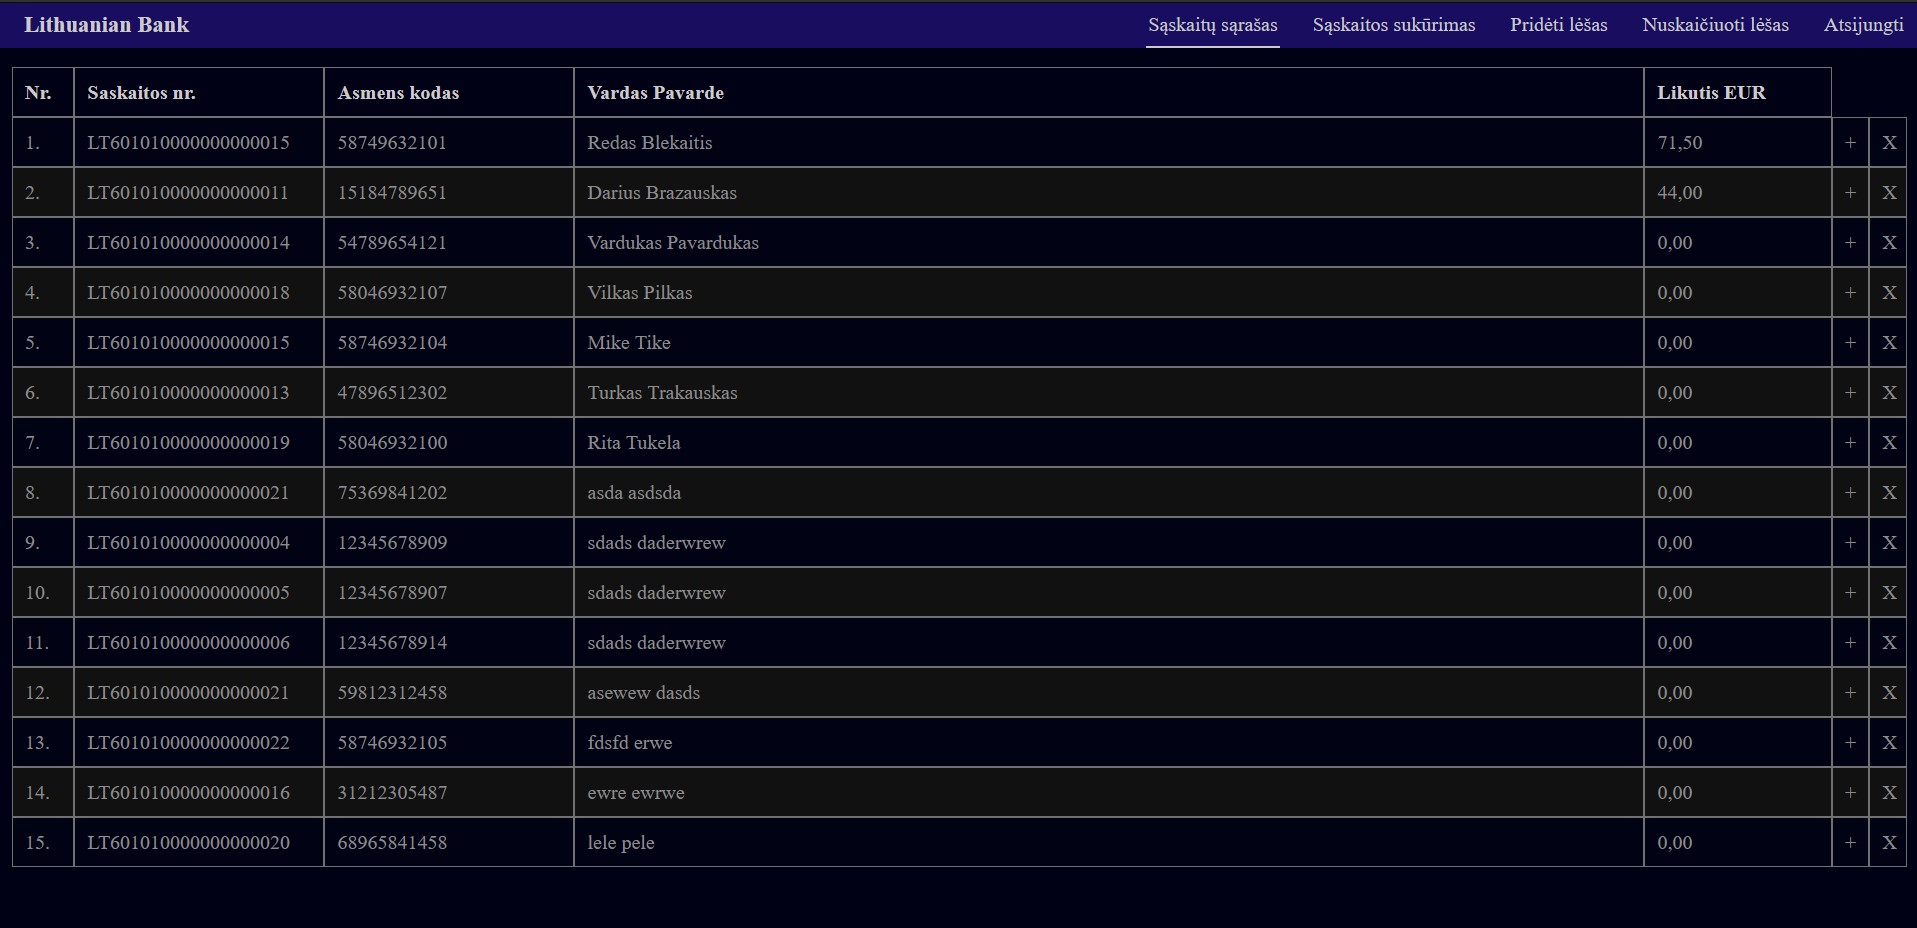 Lithuanian Bank Sąskaitų sąrašas Sąskaitos sukūrimas Pridėti lėšas Nuskaičiuoti lėšas Atsijungti
Nr. Saskaitos nr. Asmens kodas Vardas Pavarde Likutis EUR
1. LT601010000000000015 58749632101 Redas Blekaitis 71,50 + X
2. LT601010000000000011 15184789651 Darius Brazauskas 44,00 + X
3. LT601010000000000014 54789654121 Vardukas Pavardukas 0,00 + X
4. LT601010000000000018 58046932107 Vilkas Pilkas 0,00 + X
5. LT601010000000000015 58746932104 Mike Tike 0,00 + X
6. LT601010000000000013 47896512302 Turkas Trakauskas 0,00 + X
7. LT601010000000000019 58046932100 Rita Tukela 0,00 + X
8. LT601010000000000021 75369841202 asda asdsda 0,00 + X
9. LT601010000000000004 12345678909 sdads daderwrew 0,00 + X
10. LT601010000000000005 12345678907 sdads daderwrew 0,00 + X
11. LT601010000000000006 12345678914 sdads daderwrew 0,00 + X
12. LT601010000000000021 59812312458 asewew dasds 0,00 + X
13. LT601010000000000022 58746932105 fdsfd erwe 0,00 + X
14. LT601010000000000016 31212305487 ewre ewrwe 0,00 + X
15. LT601010000000000020 68965841458 lele pele 0,00 + X